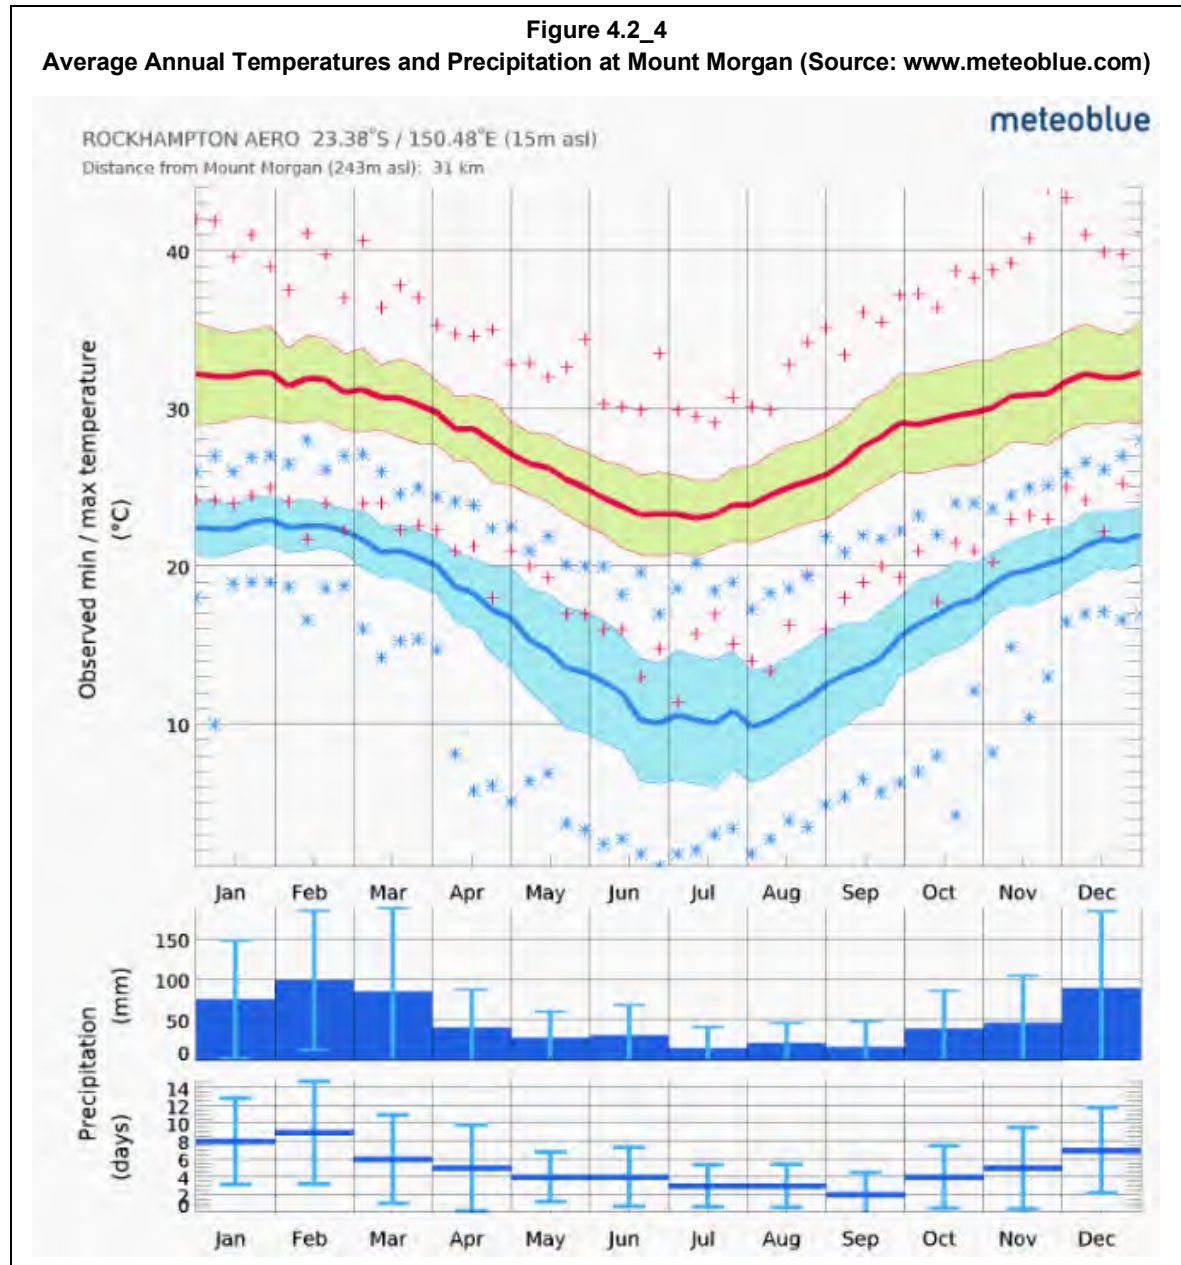 Figure 4.2_4
Average Annual Temperatures and Precipitation at Mount Morgan (Source: www.meteoblue.com)
meteoblue
ROCKHAMPTON AERO 23.38°S / 150.48°E (15m asl)
Distance from Mount Morgan (243m asl): 31 km
Observed min / max temperature
(°C)
40
30
20
10
Jan Feb Mar Apr May Jun Jul Aug Sep Oct Nov Dec
Precipitation
(mm)
150
100
50
0
(days)
14
12
10
8
6
4
2
0
Jan Feb Mar Apr May Jun Jul Aug Sep Oct Nov Dec